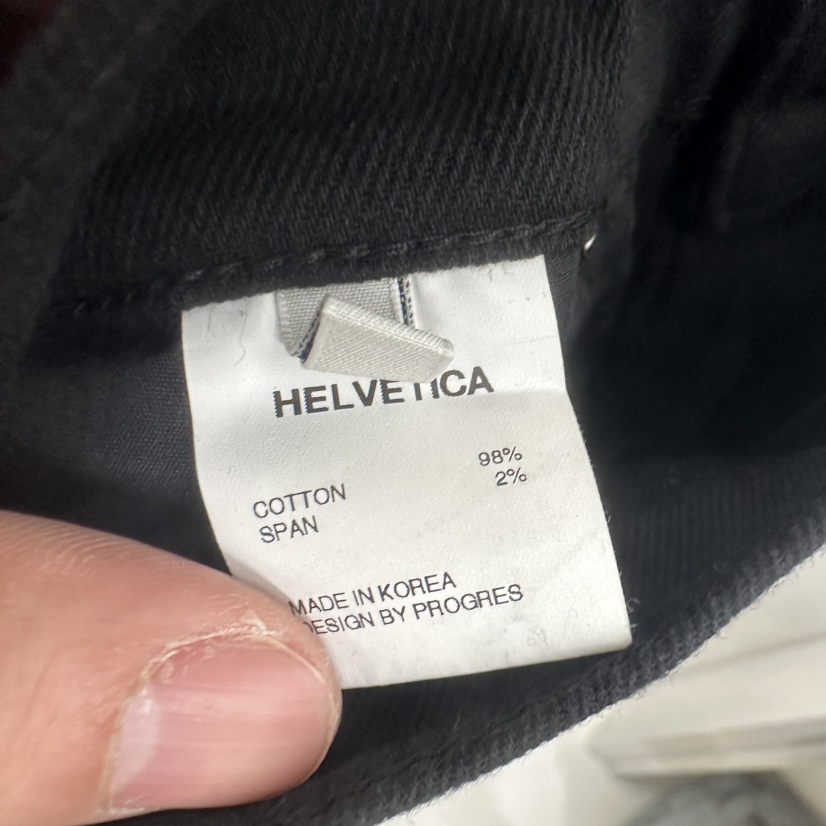 HELVETICA
COTTON 98%
SPAN 2%
MADE IN KOREA
DESIGN BY PROGRES